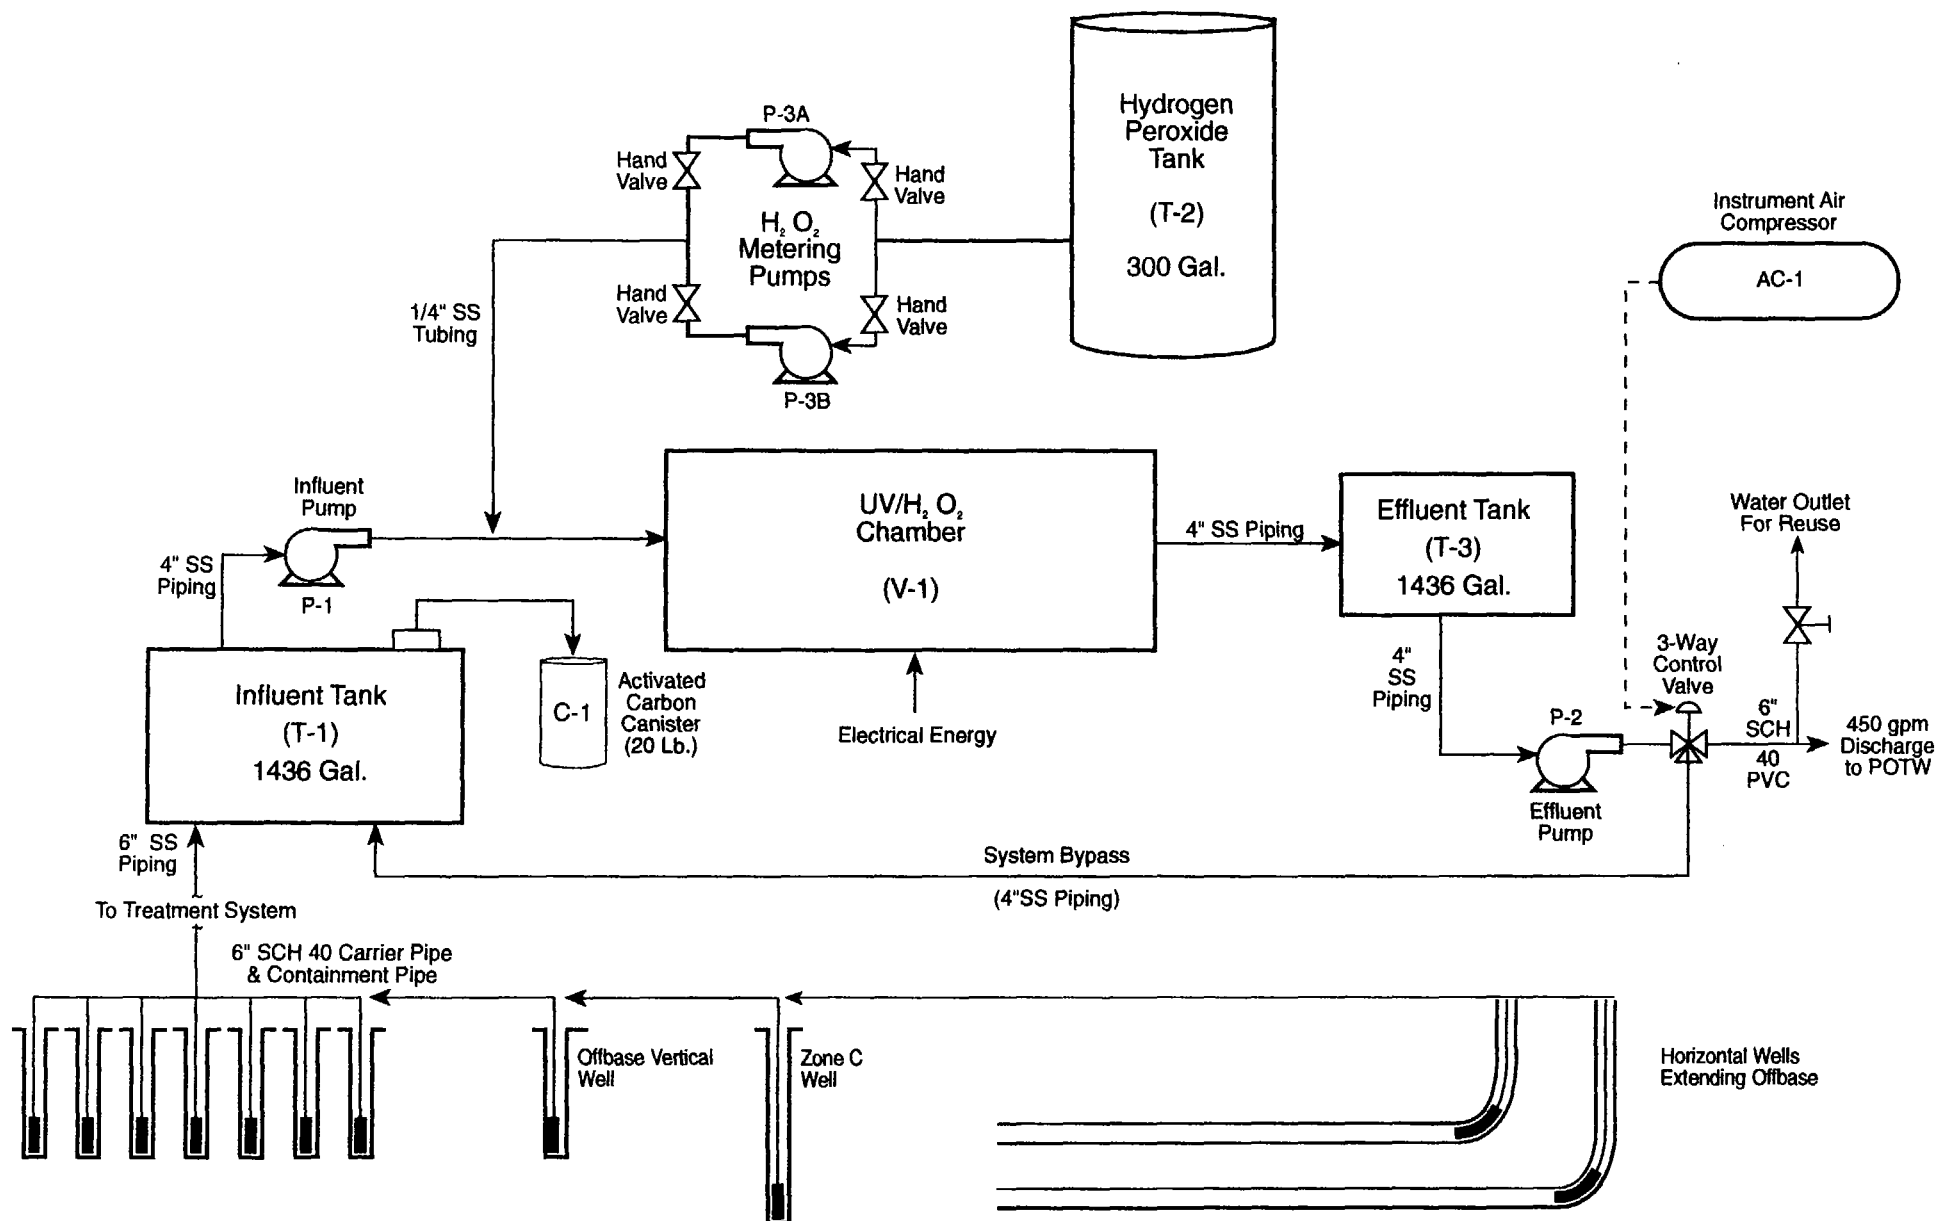 P-3A
Hand
Valve
Hand
Valve
H2 O2
Metering
Pumps
Hand
Valve
Hand
Valve
P-3B
Hydrogen
Peroxide
Tank
(T-2)
300 Gal.
Instrument Air
Compressor
AC-1
1/4" SS
Tubing
Influent
Pump
P-1
4" SS
Piping
UV/H2 O2
Chamber
(V-1)
Electrical Energy
4" SS Piping
Effluent Tank
(T-3)
1436 Gal.
Water Outlet
For Reuse
4"
SS
Piping
3-Way
Control
Valve
P-2
Effluent
Pump
6"
SCH
40
PVC
450 gpm
Discharge
to POTW
Influent Tank
(T-1)
1436 Gal.
C-1
Activated
Carbon
Canister
(20 Lb.)
6" SS
Piping
System Bypass
(4"SS Piping)
To Treatment System
6" SCH 40 Carrier Pipe
& Containment Pipe
Offbase Vertical
Well
Zone C
Well
Horizontal Wells
Extending Offbase